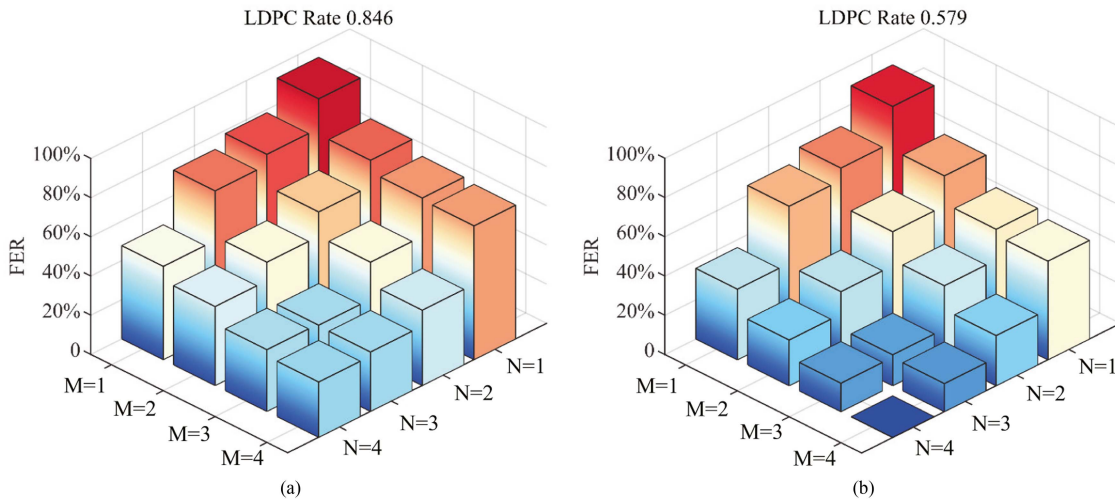 LDPC Rate 0.846
100%
80%
60%
40%
20%
0
FER
M=1
M=2
M=3
M=4
N=4
N=3
N=2
N=1
(a)
LDPC Rate 0.579
100%
80%
60%
40%
20%
0
FER
M=1
M=2
M=3
M=4
N=4
N=3
N=2
N=1
(b)